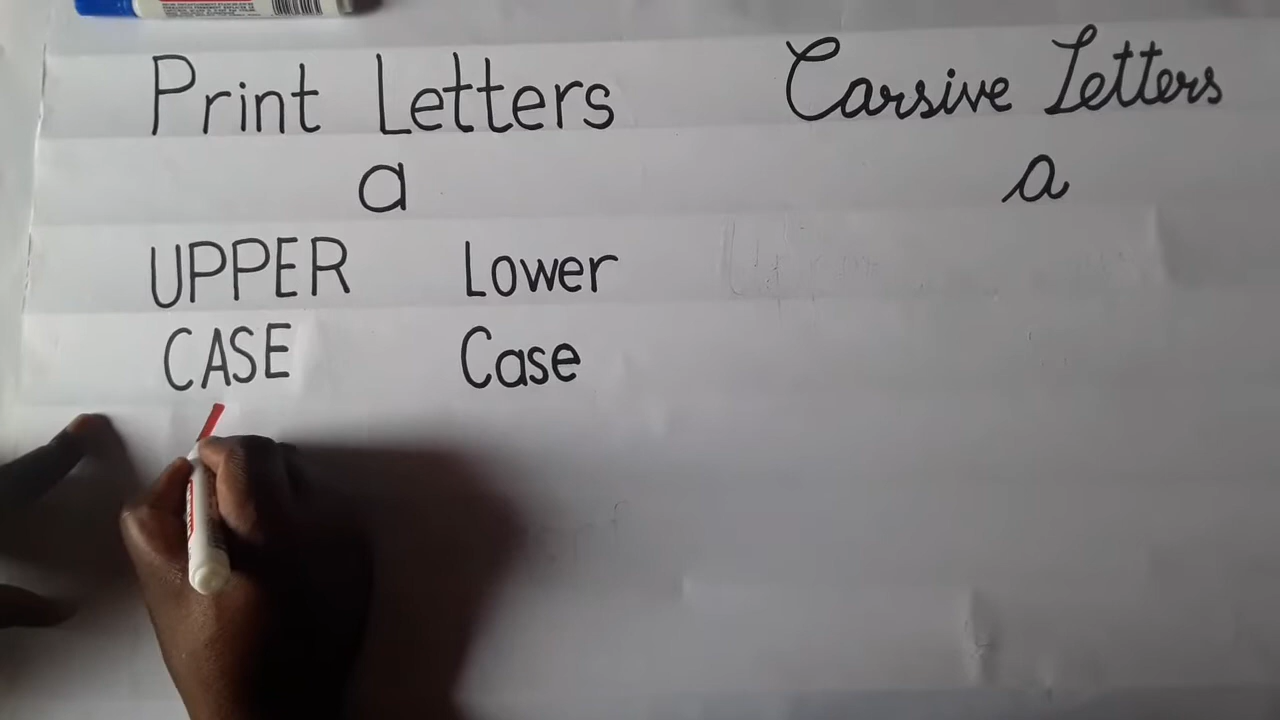 Print Letters
Carsive Letters
a
a
UPPER
Lower
CASE
Case